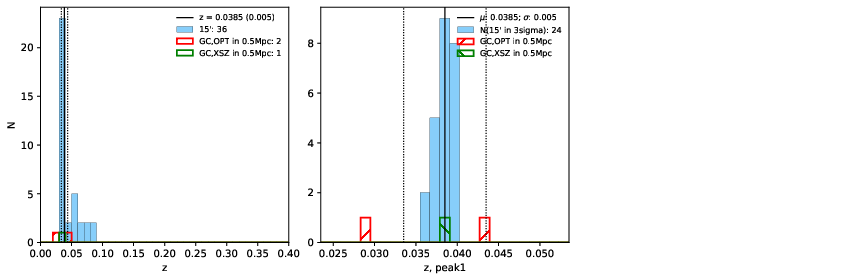 z = 0.0385 (0.005)
15': 36
GC,OPT in 0.5Mpc: 2
GC,XSZ in 0.5Mpc: 1
N
20
15
10
5
0
0.00 0.05 0.10 0.15 0.20 0.25 0.30 0.35 0.40
z
μ: 0.0385; σ: 0.005
N(15' in 3sigma): 24
GC,OPT in 0.5Mpc
GC,XSZ in 0.5Mpc
8
6
4
2
0
0.025 0.030 0.035 0.040 0.045 0.050
z, peak1